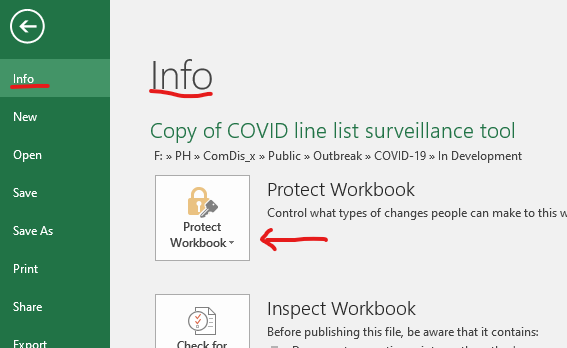 Info
New
Open
Save
Save As
Print
Share
Export
Info
Copy of COVID line list surveillance tool
F: » PH » ComDis_x » Public » Outbreak » COVID-19 » In Development
Protect
Workbook
Protect Workbook
Control what types of changes people can make to this w
Check for
Inspect Workbook
Before publishing this file, be aware that it contains: